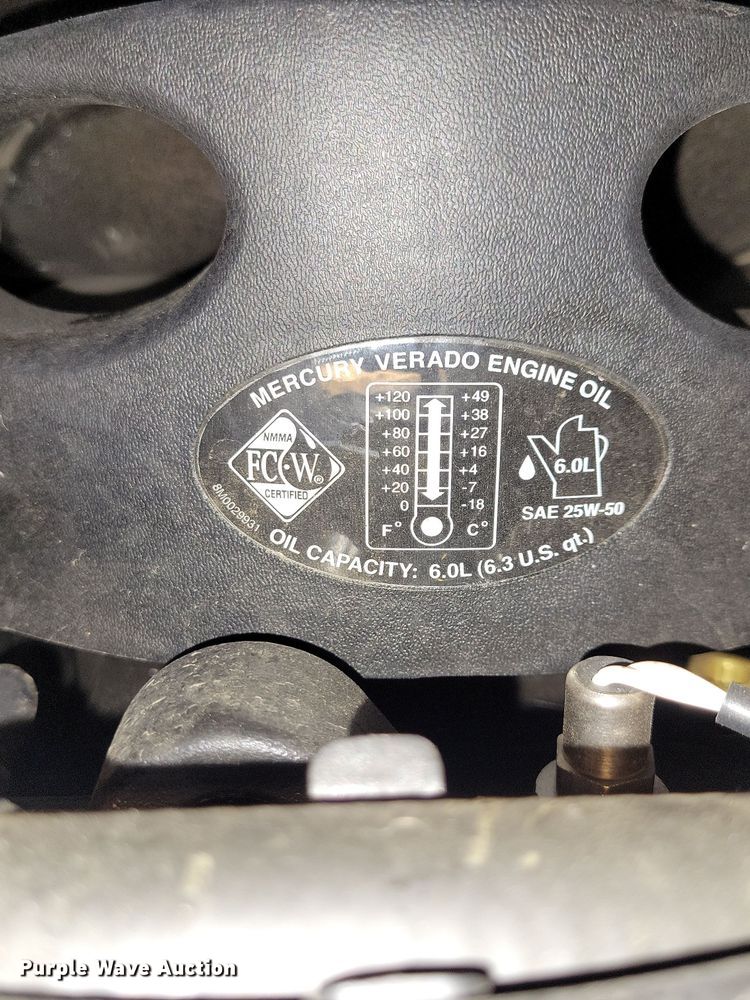 MERCURY VERADO ENGINE OIL
NMMA
FC-W®
CERTIFIED
8M0029931
+120 +49
+100 +38
+80 +27
+60 +16
+40 +4
+20 -7
0 -18
F° C°
6.0L
SAE 25W-50
OIL CAPACITY: 6.0L (6.3 U.S. qt.)
Purple Wave Auction